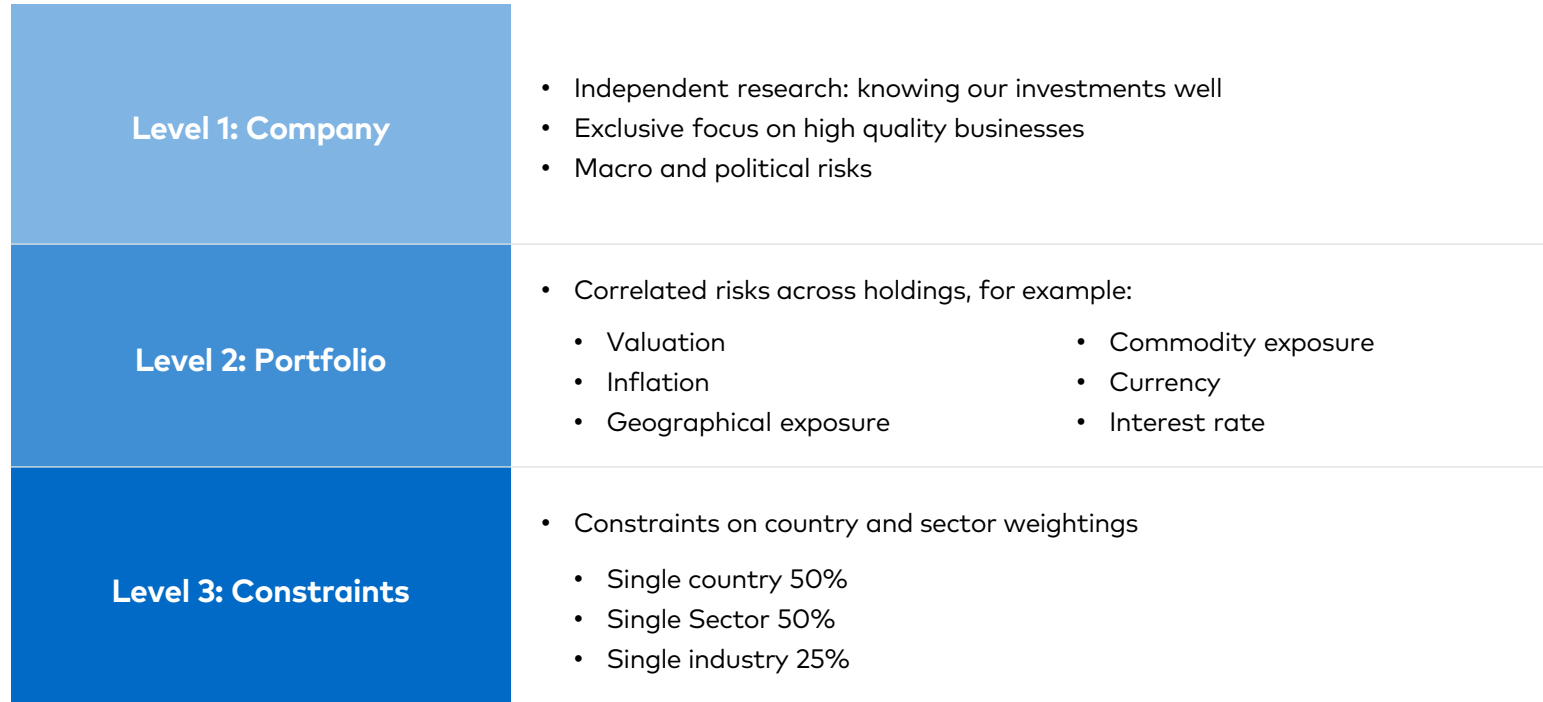 Level 1: Company
• Independent research: knowing our investments well
• Exclusive focus on high quality businesses
• Macro and political risks
Level 2: Portfolio
• Correlated risks across holdings, for example:
• Valuation
• Inflation
• Geographical exposure
• Commodity exposure
• Currency
• Interest rate
Level 3: Constraints
• Constraints on country and sector weightings
• Single country 50%
• Single Sector 50%
• Single industry 25%